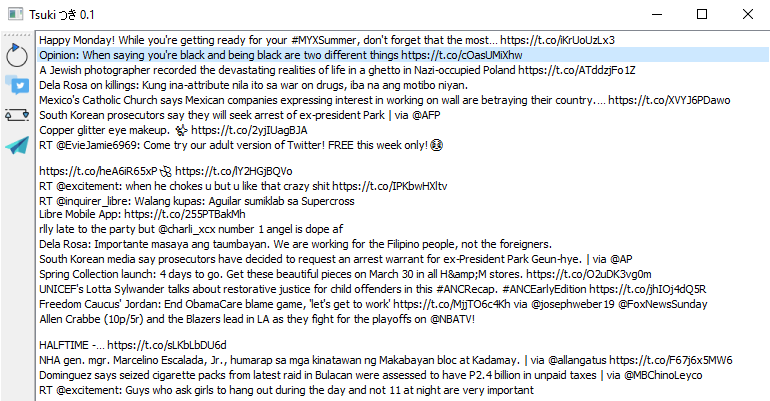 Tsuki つき 0.1
Happy Monday! While you're getting ready for your #MYXSummer, don't forget that the most… https://t.co/iKrUoUzLx3
Opinion: When saying you're black and being black are two different things https://t.co/cOasUMiXhw
A Jewish photographer recorded the devastating realities of life in a ghetto in Nazi-occupied Poland https://t.co/ATddzjFo1Z
Dela Rosa on killings: Kung ina-attribute nila ito sa war on drugs, iba na ang motibo niyan.
Mexico's Catholic Church says Mexican companies expressing interest in working on wall are betraying their country.… https://t.co/XVYJ6PDawo
South Korean prosecutors say they will seek arrest of ex-president Park | via @AFP
Copper glitter eye makeup. ✨ https://t.co/2yjIUagBJA
RT @EvieJamie6969: Come try our adult version of Twitter! FREE this week only!
https://t.co/heA6iR65xP https://t.co/lY2HGjBQVo
RT @excitement: when he chokes u but u like that crazy shit https://t.co/IPKbwHXltv
RT @inquirer_libre: Walang kupas: Aguilar sumiklab sa Supercross
Libre Mobile App: https://t.co/255PTBakMh
rlly late to the party but @charli_xcx number 1 angel is dope af
Dela Rosa: Importante masaya ang taumbayan. We are working for the Filipino people, not the foreigners.
South Korean media say prosecutors have decided to request an arrest warrant for ex-President Park Geun-hye. | via @AP
Spring Collection launch: 4 days to go. Get these beautiful pieces on March 30 in all H&amp;M stores. https://t.co/O2uDK3vg0m
UNICEF's Lotta Sylwander talks about restorative justice for child offenders in this #ANCRecap. #ANCEarlyEdition https://t.co/jhIOj4dQ5R
Freedom Caucus' Jordan: End ObamaCare blame game, 'let's get to work' https://t.co/MjjTO6c4Kh via @josephweber19 @FoxNewsSunday
Allen Crabbe (10p/5r) and the Blazers lead in LA as they fight for the playoffs on @NBATV!
HALFTIME -… https://t.co/sLKbLbDU6d
NHA gen. mgr. Marcelino Escalada, Jr., humarap sa mga kinatawan ng Makabayan bloc at Kadamay. | via @allangatus https://t.co/F67j6x5MW6
Dominguez says seized cigarette packs from latest raid in Bulacan were assessed to have P2.4 billion in unpaid taxes | via @MBChinoLeyco
RT @excitement: Guys who ask girls to hang out during the day and not 11 at night are very important